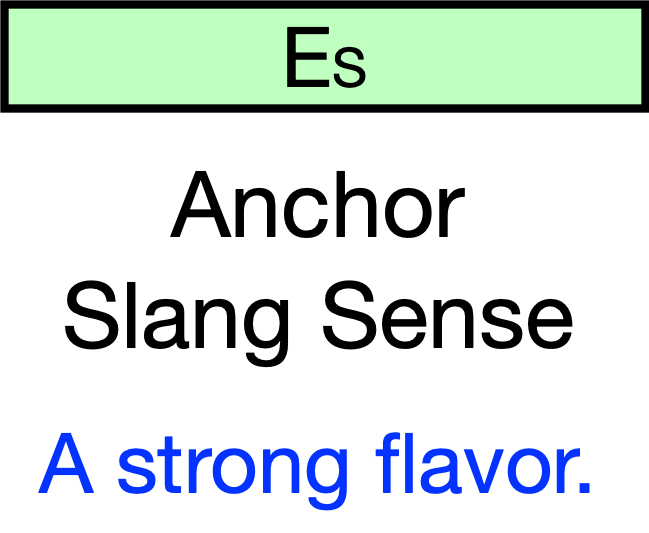 Es
Anchor
Slang Sense
A strong flavor.